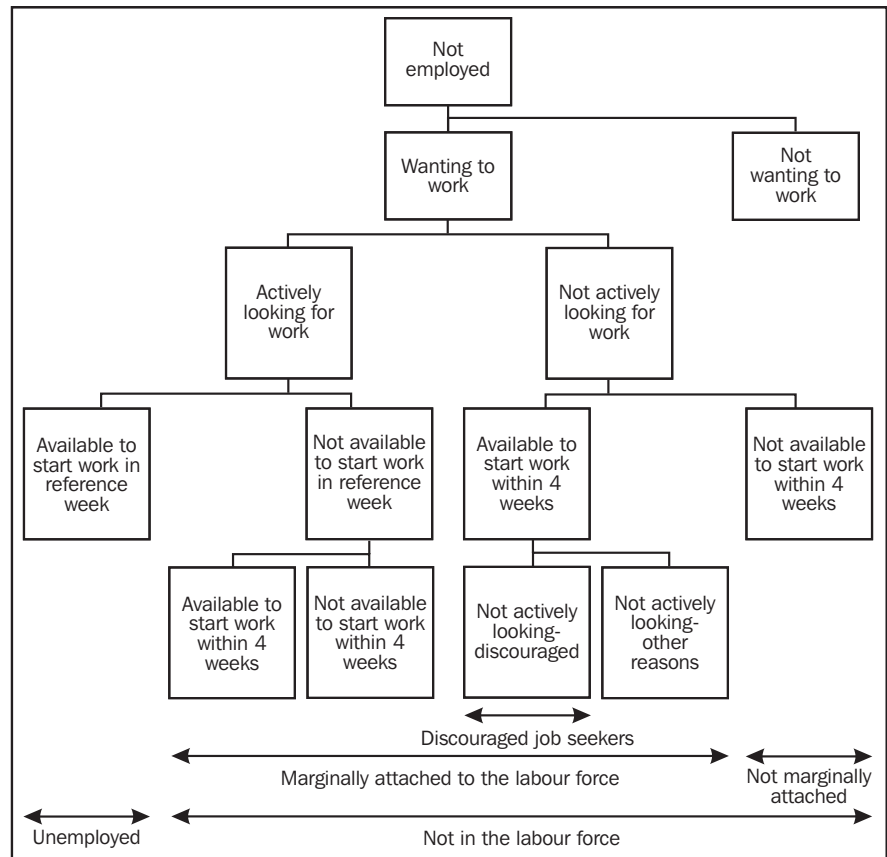 Not
employed
Wanting to
work
Not
wanting to
work
Actively
looking for
work
Not actively
looking for
work
Available to
start work in
reference
week
Not available
to start work
in reference
week
Available to
start work
within 4
weeks
Not available
to start work
within 4
weeks
Available to
start work
within 4
weeks
Not available
to start work
within 4
weeks
Not actively
looking-
discouraged
Not actively
looking-
other
reasons
Discouraged job seekers
Marginally attached to the labour force
Not marginally
attached
Unemployed
Not in the labour force